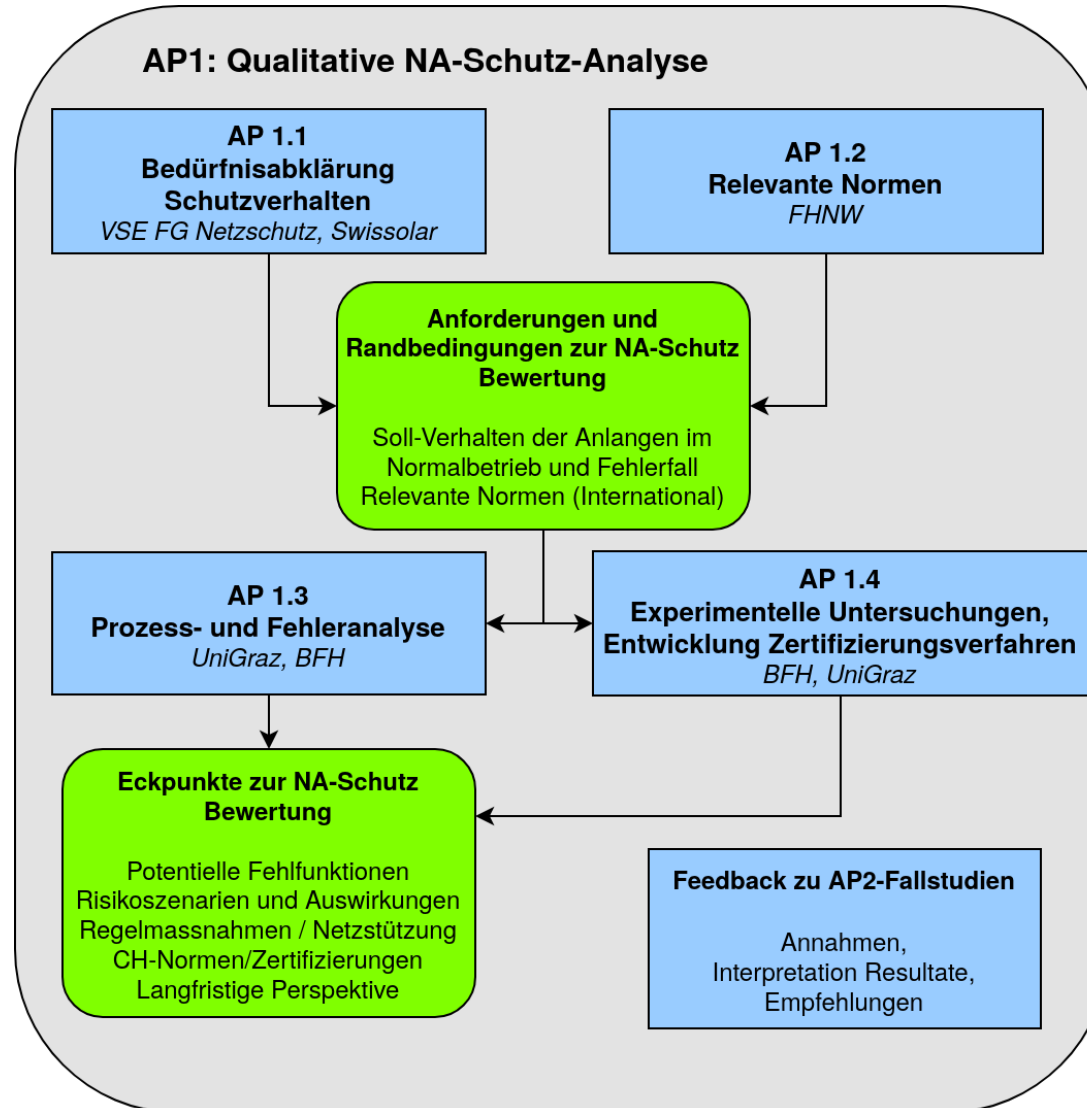 AP1: Qualitative NA-Schutz-Analyse
AP 1.1
Bedürfnisabklärung
Schutzverhalten
VSE FG Netzschutz, Swissolar
AP 1.2
Relevante Normen
FHNW
Anforderungen und
Randbedingungen zur NA-Schutz
Bewertung
Soll-Verhalten der Anlangen im
Normalbetrieb und Fehlerfall
Relevante Normen (International)
AP 1.3
Prozess- und Fehleranalyse
UniGraz, BFH
AP 1.4
Experimentelle Untersuchungen,
Entwicklung Zertifizierungsverfahren
BFH, UniGraz
Eckpunkte zur NA-Schutz
Bewertung
Potentielle Fehlfunktionen
Risikoszenarien und Auswirkungen
Regelmassnahmen / Netzstützung
CH-Normen/Zertifizierungen
Langfristige Perspektive
Feedback zu AP2-Fallstudien
Annahmen,
Interpretation Resultate,
Empfehlungen